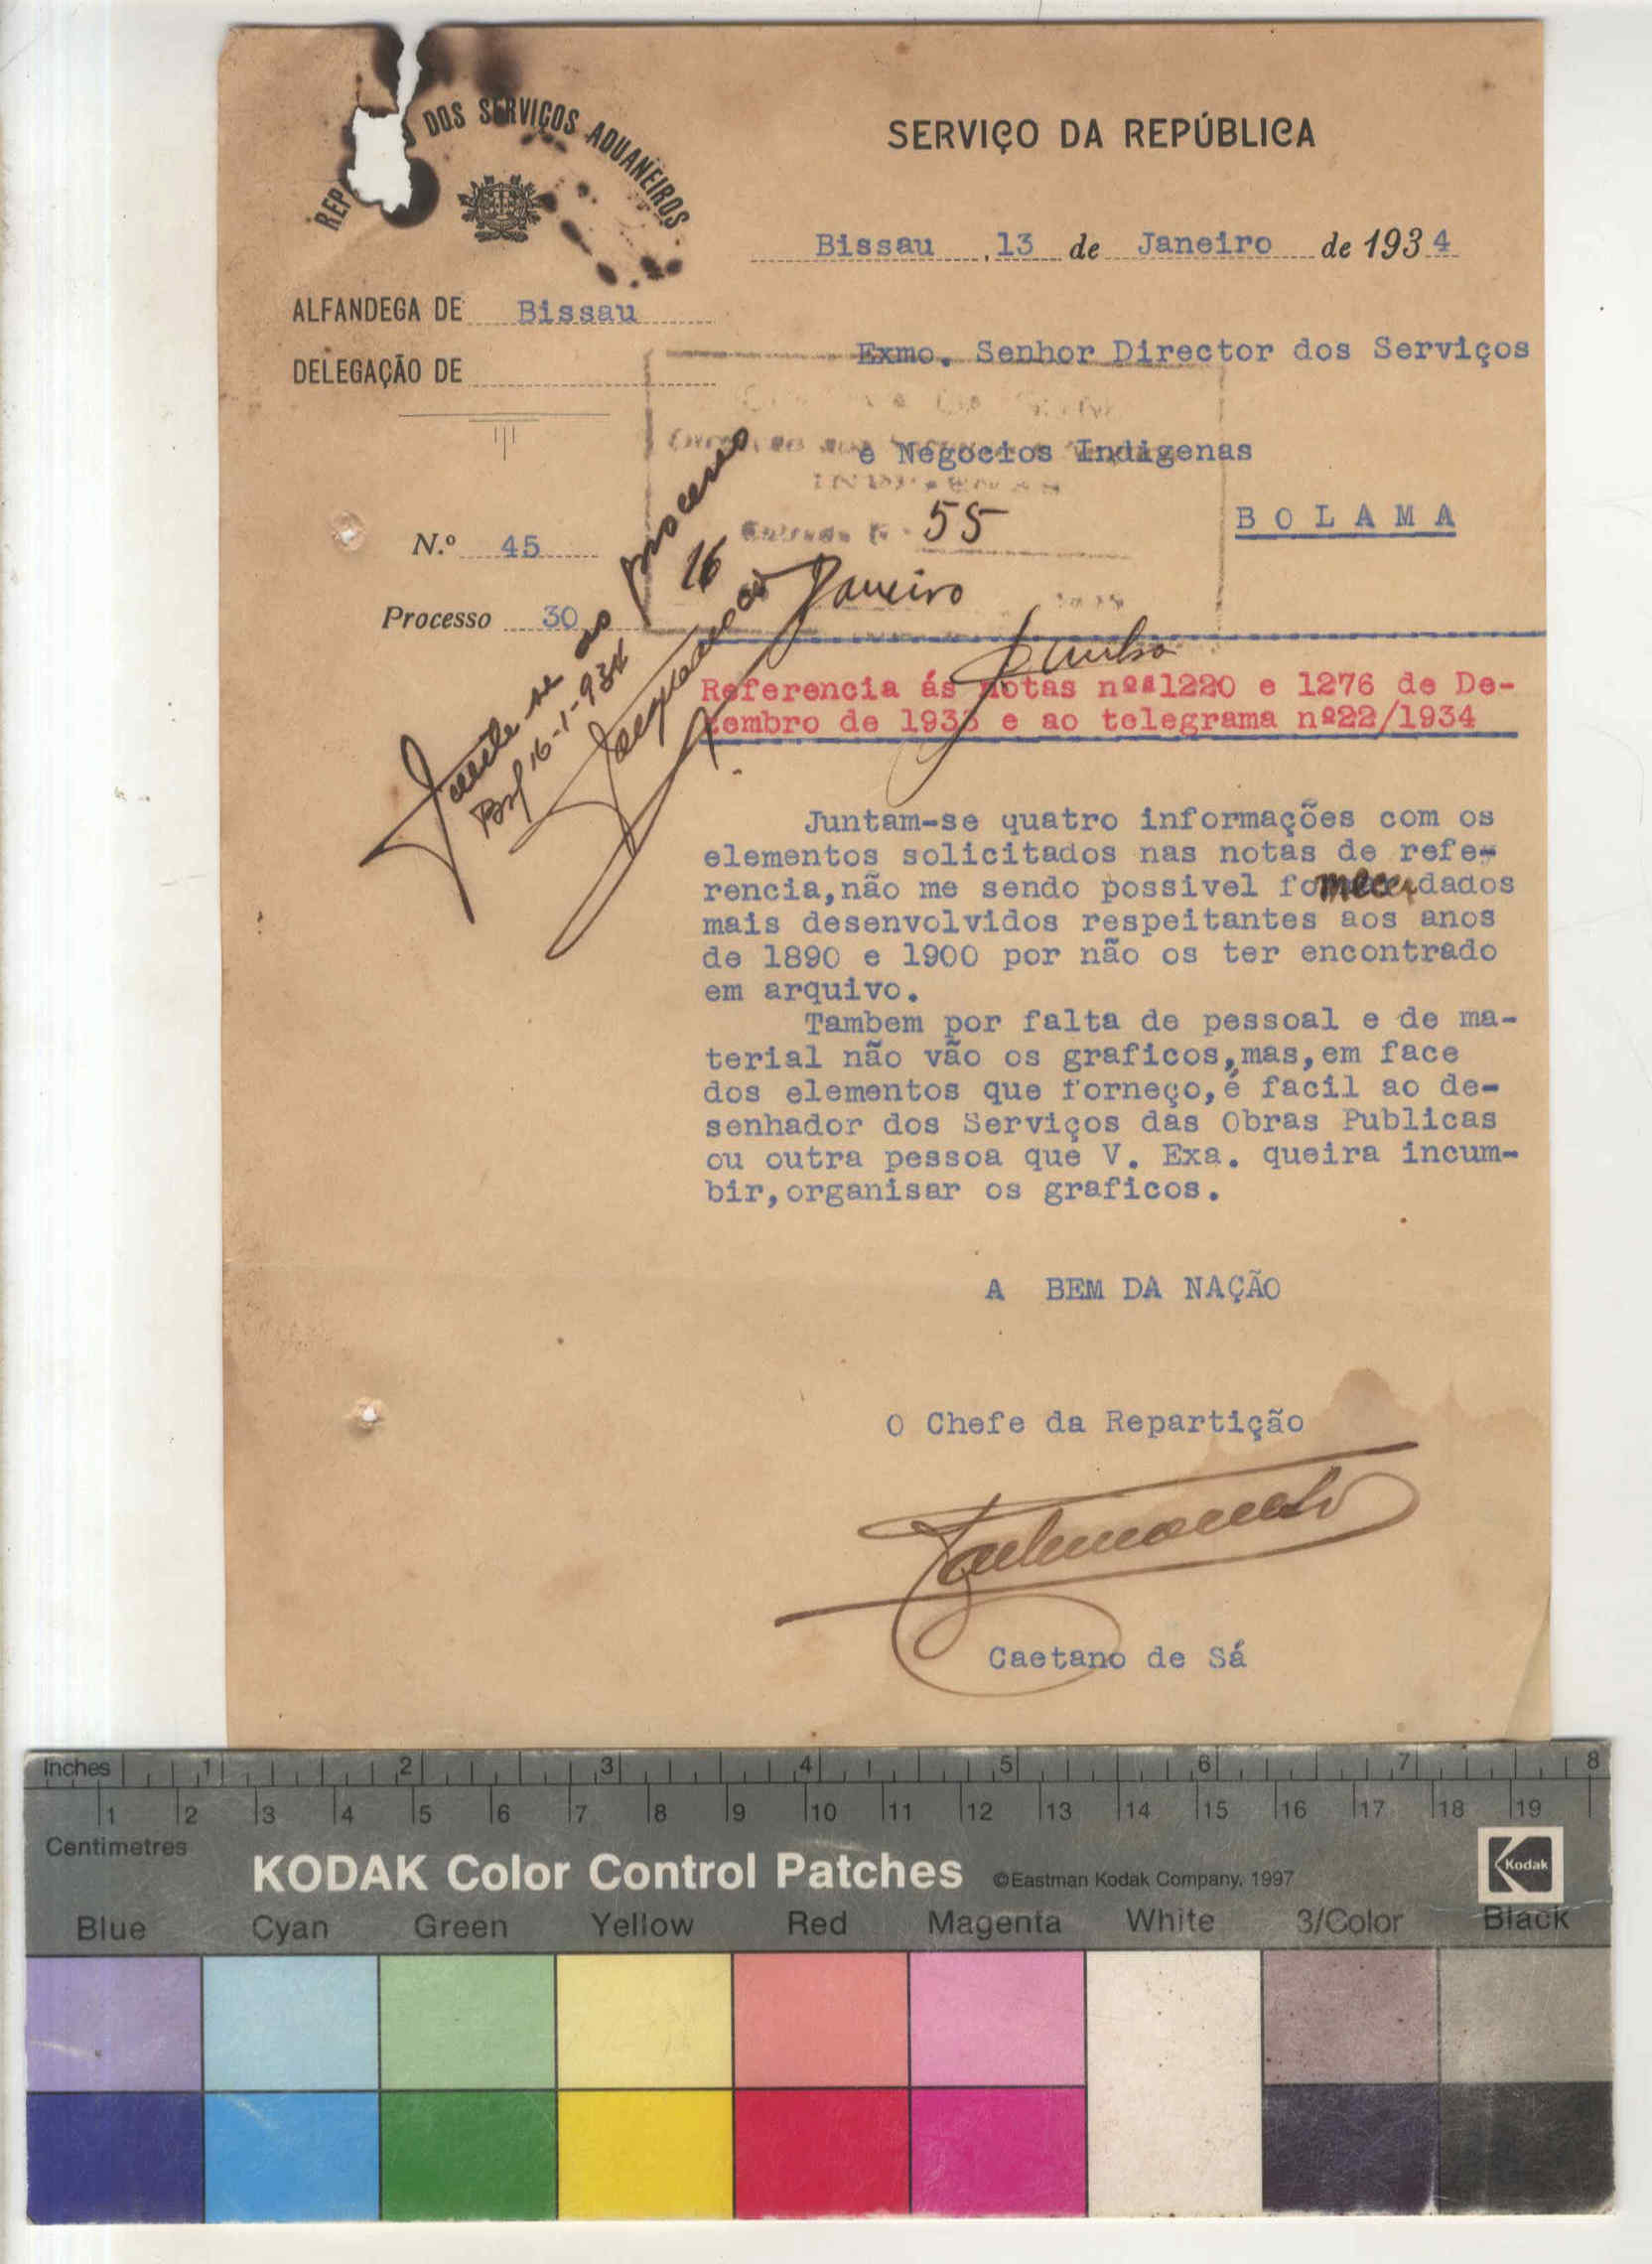 REP DOS SERVIÇOS ADUANEIROS
SERVIÇO DA REPÚBLICA
Bissau, 13 de Janeiro de 1934
ALFANDEGA DE Bissau
DELEGAÇÃO DE
Exmo. Senhor Director dos Serviços
e Negocios Indigenas
BOLAMA
Entrada N. 55
16 Janeiro
N.º 45
Processo 30
Junte-se ao processo
16-1-934
Referencia ás notas nºs1220 e 1276 de De-
zembro de 1933 e ao telegrama nº22/1934
Juntam-se quatro informações com os
elementos solicitados nas notas de refe-
rencia,não me sendo possivel fornecer dados
mais desenvolvidos respeitantes aos anos
de 1890 e 1900 por não os ter encontrado
em arquivo.
Tambem por falta de pessoal e de ma-
terial não vão os graficos,mas,em face
dos elementos que forneço,é facil ao de-
senhador dos Serviços das Obras Publicas
ou outra pessoa que V. Exa. queira incum-
bir,organisar os graficos.
A BEM DA NAÇÃO
O Chefe da Repartição
Caetano de Sá
Inches 1 2 3 4 5 6 7 8
1 2 3 4 5 6 7 8 9 10 11 12 13 14 15 16 17 18 19
Centimetres
KODAK Color Control Patches ©Eastman Kodak Company, 1997 Kodak
Blue Cyan Green Yellow Red Magenta White 3/Color Black